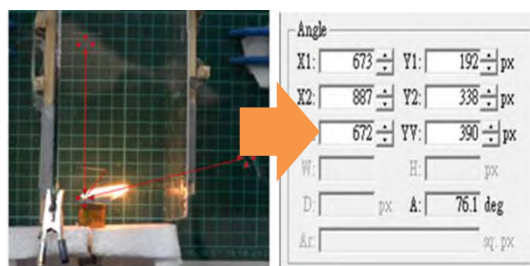 Angle
X1: 673 Y1: 192 px
X2: 887 Y2: 338 px
672 YV: 390 px
W: H: px
D: px A: 76.1 deg
Ar: sq. px